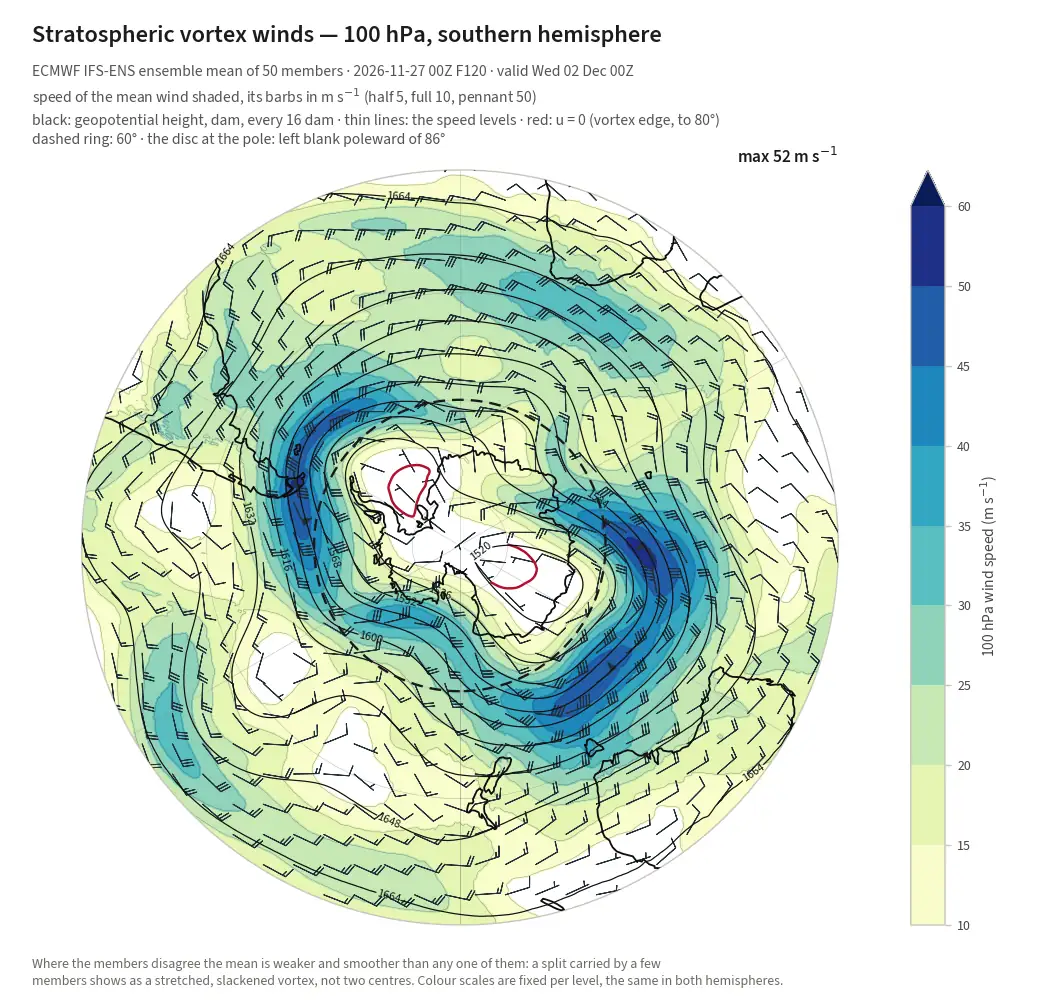 Stratospheric vortex winds — 100 hPa, southern hemisphere
ECMWF IFS-ENS ensemble mean of 50 members · 2026-11-27 00Z F120 · valid Wed 02 Dec 00Z
speed of the mean wind shaded, its barbs in m s−1 (half 5, full 10, pennant 50)
black: geopotential height, dam, every 16 dam · thin lines: the speed levels · red: u = 0 (vortex edge, to 80°)
dashed ring: 60° · the disc at the pole: left blank poleward of 86°
max 52 m s−1
1664
1664
1632
1616
1568
1520
1600
1648
1664
1664
60
50
45
40
35
30
25
20
15
10
100 hPa wind speed (m s−1)
Where the members disagree the mean is weaker and smoother than any one of them: a split carried by a few
members shows as a stretched, slackened vortex, not two centres. Colour scales are fixed per level, the same in both hemispheres.